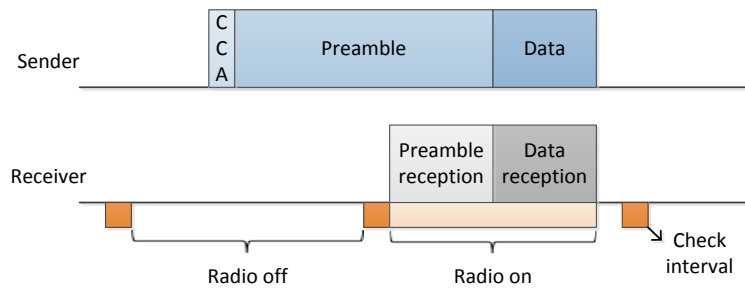 Sender
C
C
A
Preamble
Data
Receiver
Preamble
reception
Data
reception
Check
interval
Radio off
Radio on